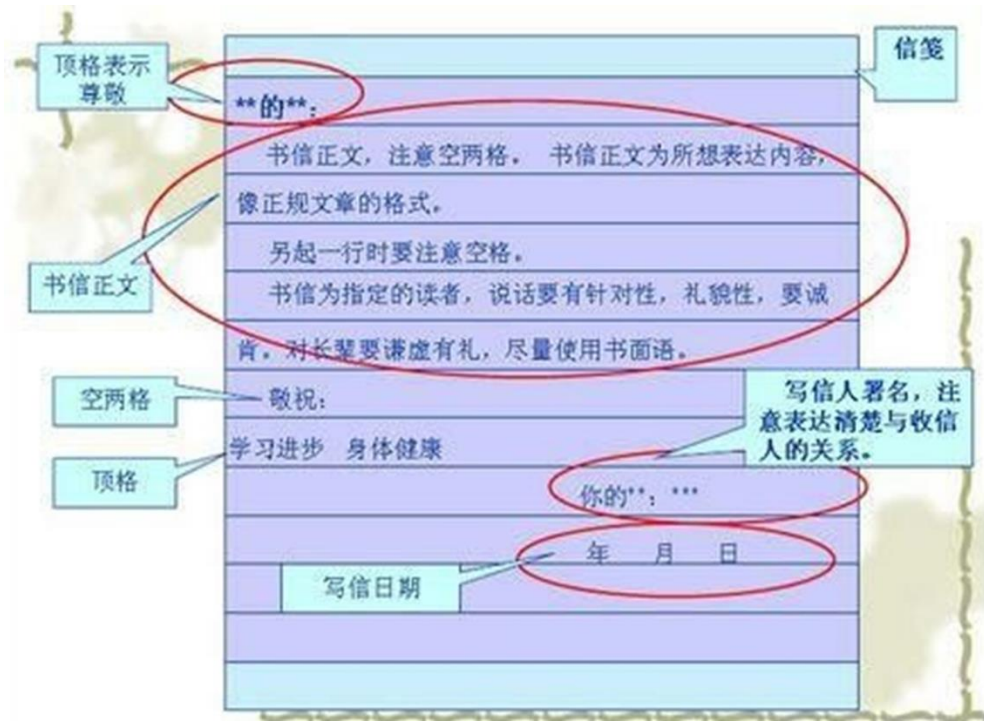 顶格表示
尊敬
信笺
**的**：
书信正文，注意空两格。 书信正文为所想表达内容，
像正规文章的格式。
另起一行时要注意空格。
书信正文
书信为指定的读者，说话要有针对性，礼貌性，要诚
肯。对长辈要谦虚有礼，尽量使用书面语。
空两格
敬祝：
写信人署名，注
意表达清楚与收信
人的关系。
学习进步 身体健康
顶格
你的**：***
年 月 日
写信日期